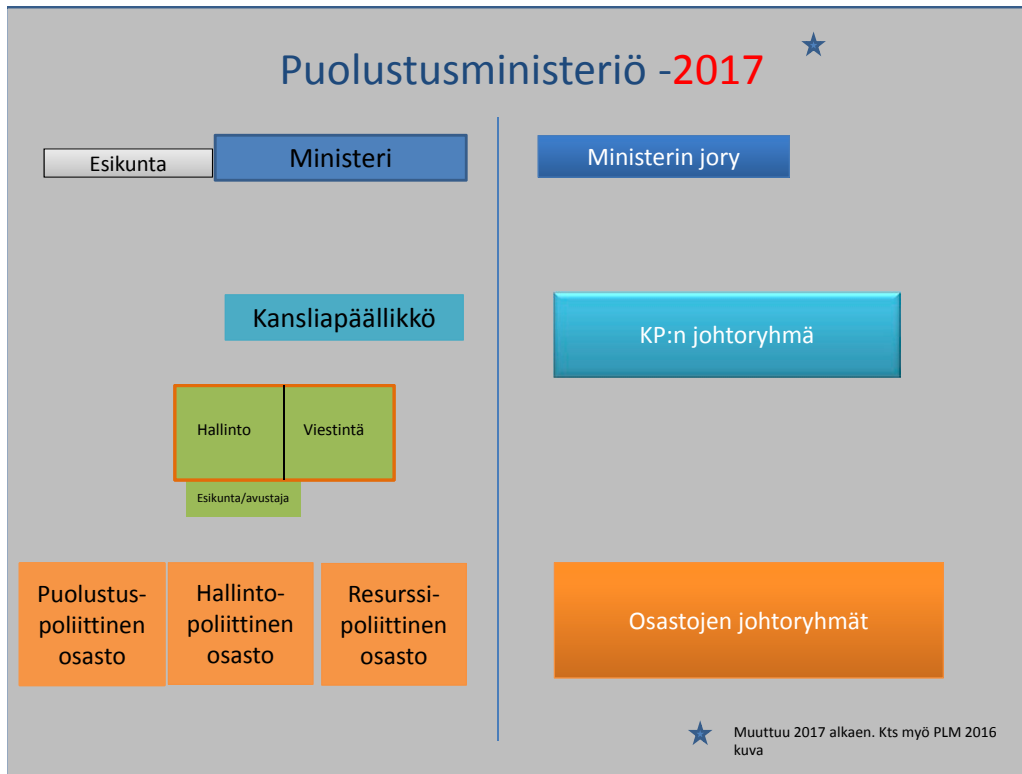 Puolustusministeriö -2017
Esikunta
Ministeri
Ministerin jory
Kansliapäällikkö
KP:n johtoryhmä
Hallinto
Viestintä
Esikunta/avustaja
Puolustus-
poliittinen
osasto
Hallinto-
poliittinen
osasto
Resurssi-
poliittinen
osasto
Osastojen johtoryhmät
Muuttuu 2017 alkaen. Kts myö PLM 2016
kuva